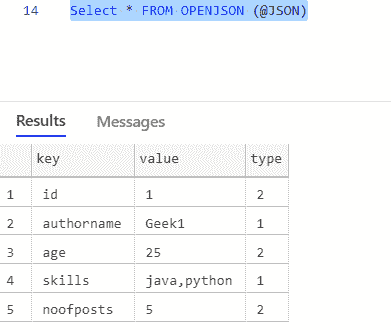 14 Select * FROM OPENJSON (@JSON)
Results Messages
key value type
1 id 1 2
2 authorname Geek1 1
3 age 25 2
4 skills java,python 1
5 noofposts 5 2